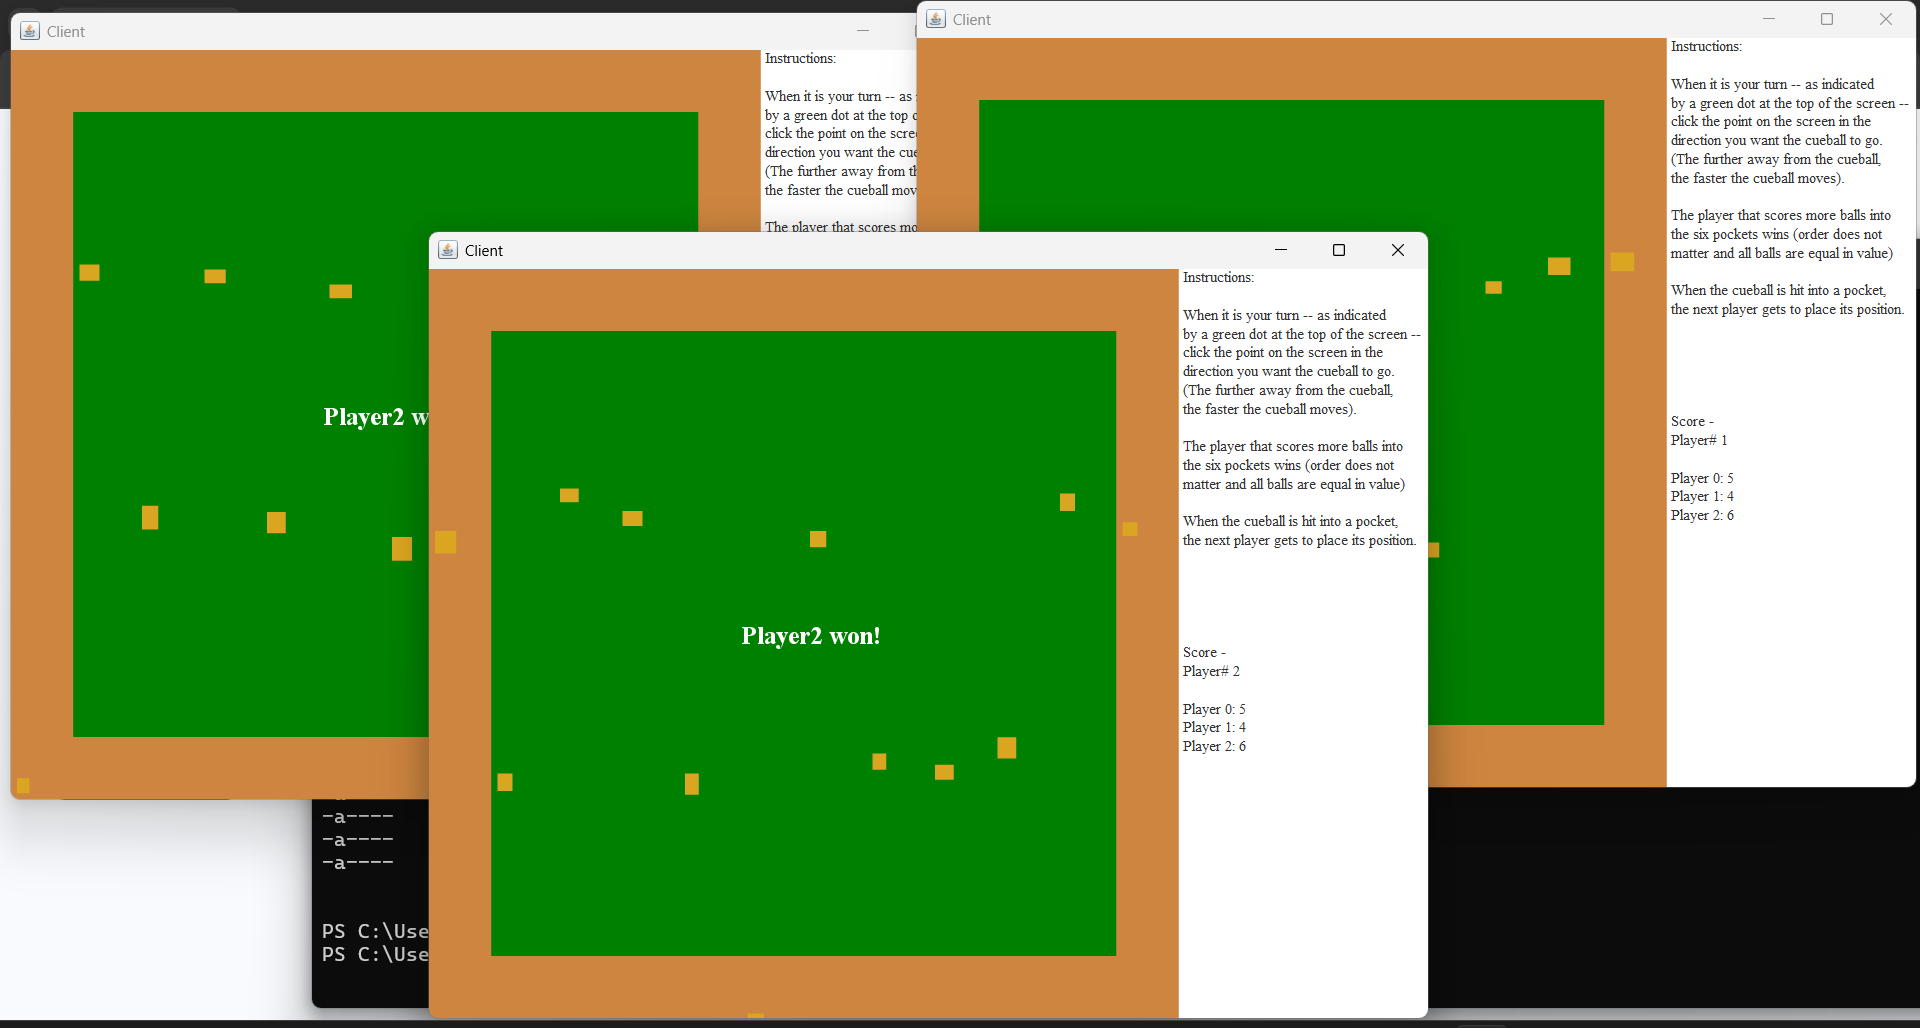 Client
Instructions:
When it is your turn -- as
by a green dot at the top
click the point on the
direction you want the
(The further away from
the faster the cueball
The player that scores
Player2
Client
Instructions:
When it is your turn -- as indicated
by a green dot at the top of the screen --
click the point on the screen in the
direction you want the cueball to go.
(The further away from the cueball,
the faster the cueball moves).
The player that scores more balls into
the six pockets wins (order does not
matter and all balls are equal in value)
When the cueball is hit into a pocket,
the next player gets to place its position.
Score -
Player# 1
Player 0: 5
Player 1: 4
Player 2: 6
Client
Instructions:
When it is your turn -- as indicated
by a green dot at the top of the screen --
click the point on the screen in the
direction you want the cueball to go.
(The further away from the cueball,
the faster the cueball moves).
The player that scores more balls into
the six pockets wins (order does not
matter and all balls are equal in value)
When the cueball is hit into a pocket,
the next player gets to place its position.
Player2 won!
Score -
Player# 2
Player 0: 5
Player 1: 4
Player 2: 6
-a----
-a----
-a----
PS C:\Use
PS C:\Use